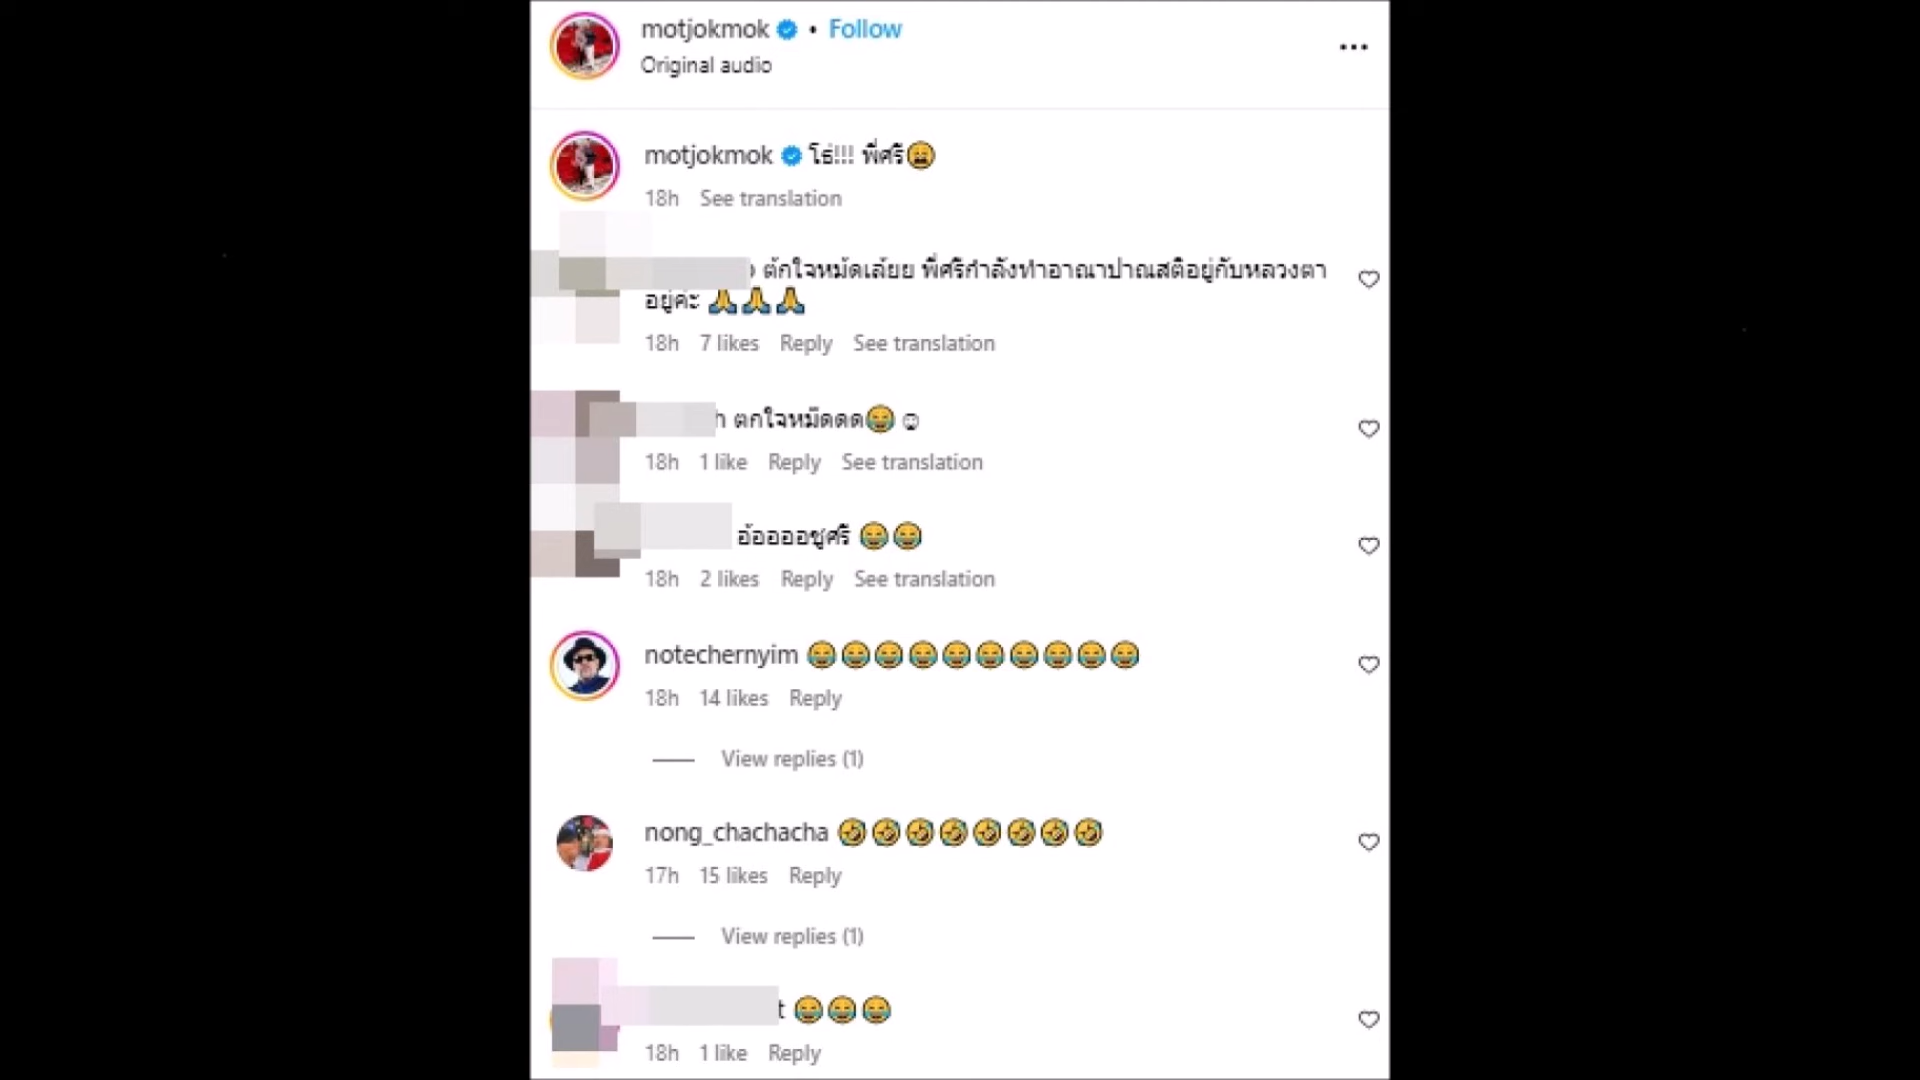 motjokmok • Follow
Original audio
motjokmok โธ่!!! พี่ศรี😩
18h See translation
ต๊กใจหม้ดเล้ยย พี่ศรีกำลังทำอาณาปาณสติอยู่กับหลวงตา
อยู่ค่ะ 🙏🙏🙏
18h 7 likes Reply See translation
h ตกใจหม๊ดดด😂
18h 1 like Reply See translation
อ้ออออชูศรี 😂😂
18h 2 likes Reply See translation
notechernyim 😂😂😂😂😂😂😂😂😂😂
18h 14 likes Reply
View replies (1)
nong_chachacha 🤣🤣🤣🤣🤣🤣🤣🤣
17h 15 likes Reply
View replies (1)
t 😂😂😂
18h 1 like Reply